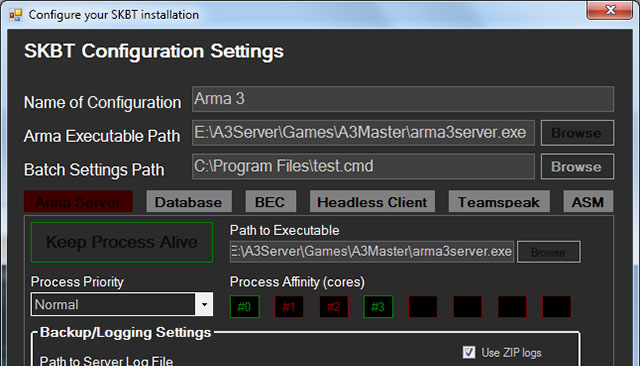 Configure your SKBT installation
SKBT Configuration Settings
Name of Configuration Arma 3
Arma Executable Path E:\A3Server\Games\A3Master\arma3server.exe Browse
Batch Settings Path C:\Program Files\test.cmd Browse
Arma Server Database BEC Headless Client Teamspeak ASM
Keep Process Alive
Path to Executable
E:\A3Server\Games\A3Master\arma3server.exe Browse
Process Priority Process Affinity (cores)
Normal #0 #1 #2 #3
Backup/Logging Settings
Path to Server Log File Use ZIP logs